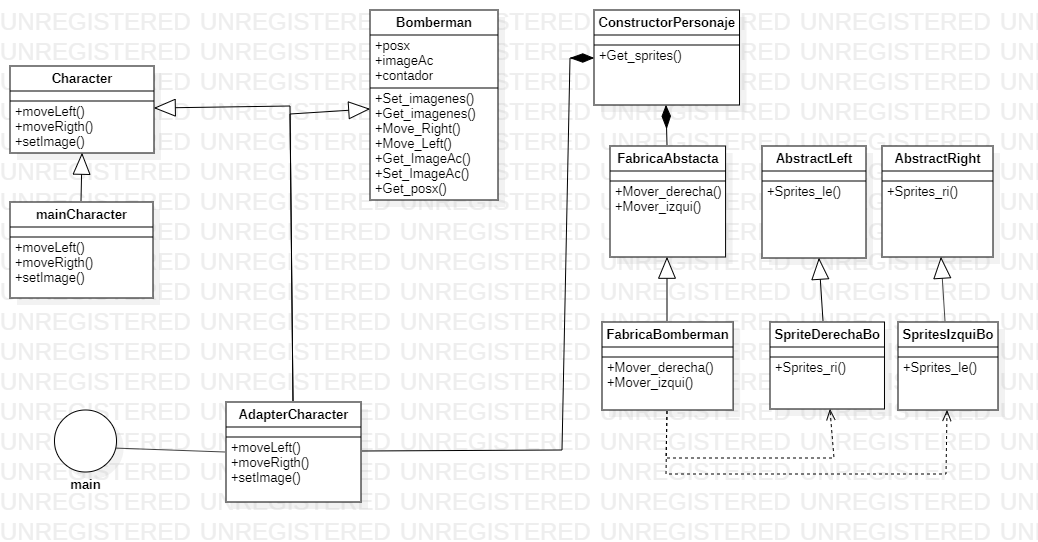 Character
+moveLeft()
+moveRigth()
+setImage()
mainCharacter
+moveLeft()
+moveRigth()
+setImage()
Bomberman
+posx
+imageAc
+contador
+Set_imagenes()
+Get_imagenes()
+Move_Right()
+Move_Left()
+Get_ImageAc()
+Set_ImageAc()
+Get_posx()
ConstructorPersonaje
+Get_sprites()
FabricaAbstacta
+Mover_derecha()
+Mover_izqui()
AbstractLeft
+Sprites_le()
AbstractRight
+Sprites_ri()
FabricaBomberman
+Mover_derecha()
+Mover_izqui()
SpriteDerechaBo
+Sprites_ri()
SpritesIzquiBo
+Sprites_le()
AdapterCharacter
+moveLeft()
+moveRigth()
+setImage()
main
UNREGISTERED